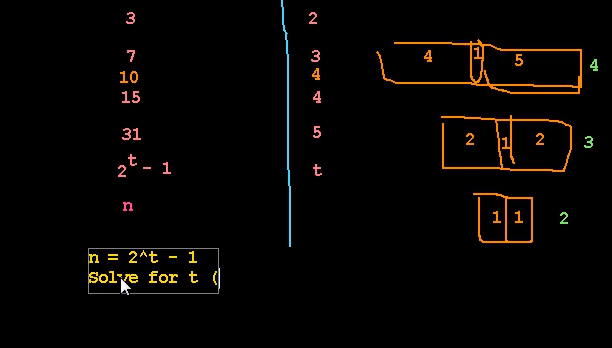 3 2
7 3
10 4
15 4
31 5
2^t - 1 t
n
4 1 5 4
2 1 2 3
1 1 2
n = 2^t - 1
Solve for t (